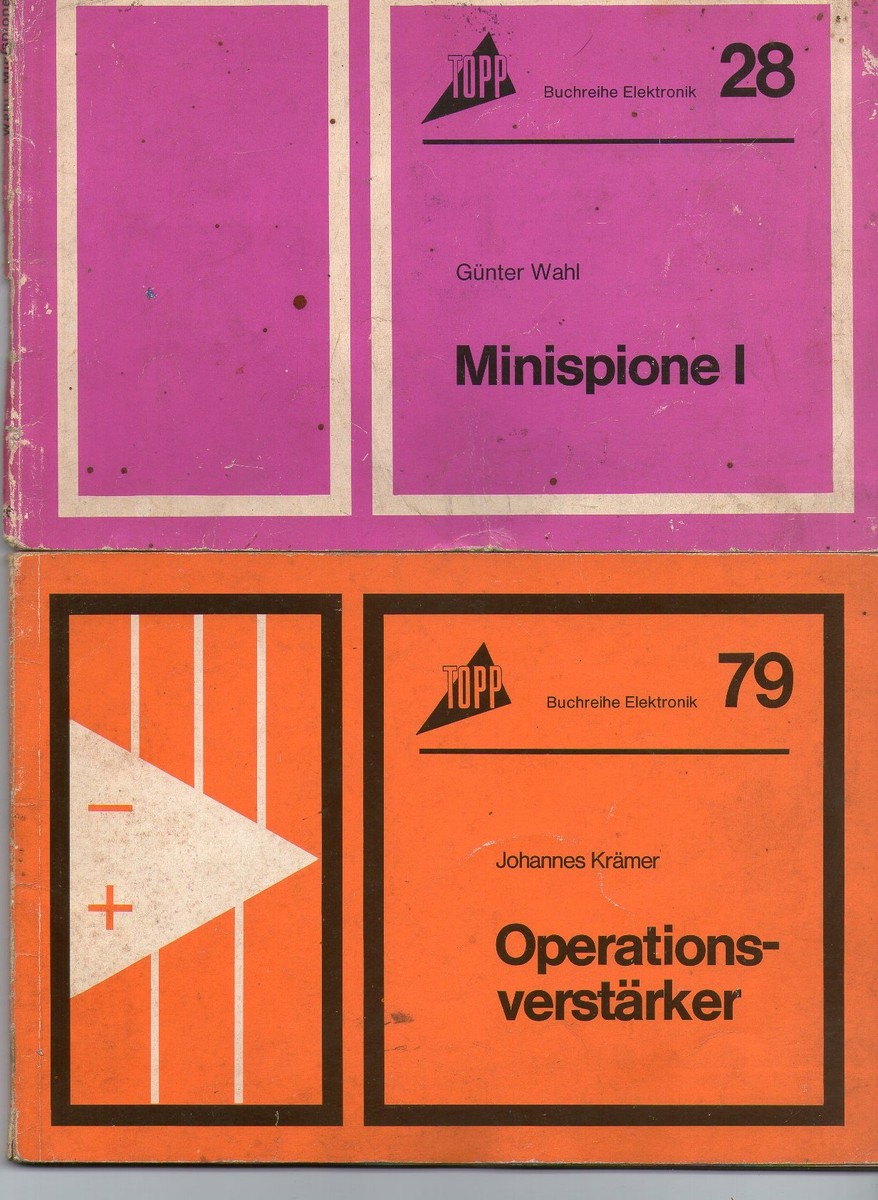 TOPP
Buchreihe Elektronik 28
Günter Wahl
Minispione I
TOPP
Buchreihe Elektronik 79
−
+
Johannes Krämer
Operations-
verstärker